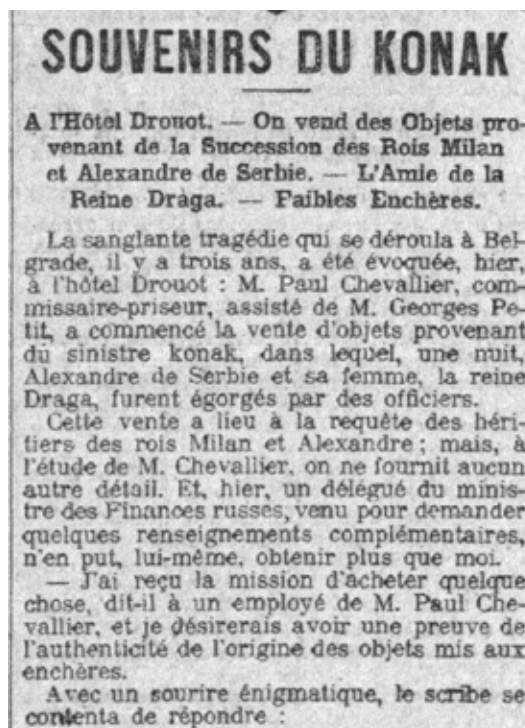 SOUVENIRS DU KONAK
A l'Hôtel Drouot. — On vend des Objets pro-
venant de la Succession des Rois Milan
et Alexandre de Serbie. — L'Amie de la
Reine Draga. — Faibles Enchères.
La sanglante tragédie qui se déroula à Bel-
grade, il y a trois ans, a été évoquée, hier,
à l'hôtel Drouot : M. Paul Chevallier, com-
missaire-priseur, assisté de M. Georges Pe-
tit, a commencé la vente d'objets provenant
du sinistre konak, dans lequel, une nuit,
Alexandre de Serbie et sa femme, la reine
Draga, furent égorgés par des officiers.
Cette vente a lieu à la requête des héri-
tiers des rois Milan et Alexandre ; mais, à
l'étude de M. Chevallier, on ne fournit aucun
autre détail. Et, hier, un délégué du minis-
tre des Finances russes, venu pour demander
quelques renseignements complémentaires,
n'en put, lui-même, obtenir plus que moi.
— J'ai reçu la mission d'acheter quelque
chose, dit-il à un employé de M. Paul Che-
vallier, et je désirerais avoir une preuve de
l'authenticité de l'origine des objets mis aux
enchères.
Avec un sourire énigmatique, le scribe se
contenta de répondre :